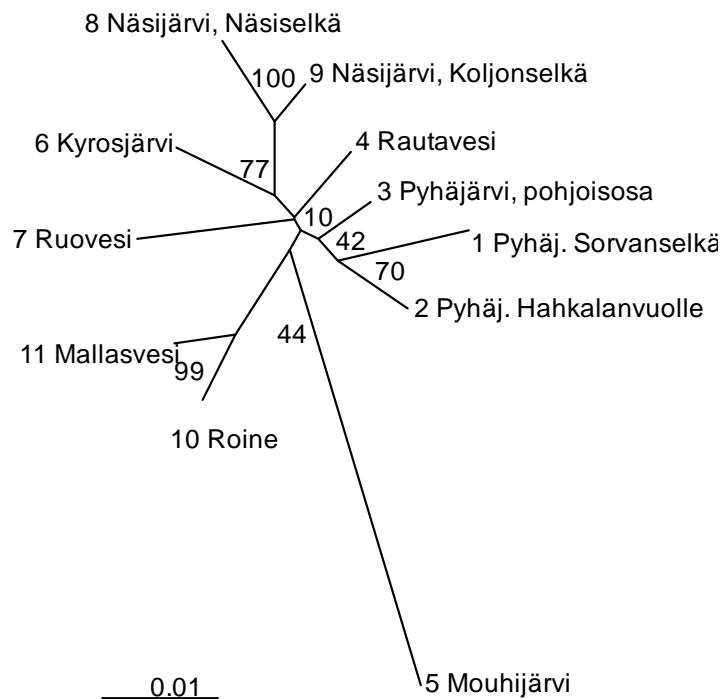 8 Näsijärvi, Näsiselkä
100
9 Näsijärvi, Koljonselkä
6 Kyrosjärvi
77
4 Rautavesi
3 Pyhäjärvi, pohjoisosa
10
7 Ruovesi
42
1 Pyhäj. Sorvanselkä
70
2 Pyhäj. Hahkalanvuolle
44
11 Mallasvesi
99
10 Roine
5 Mouhijärvi
0.01